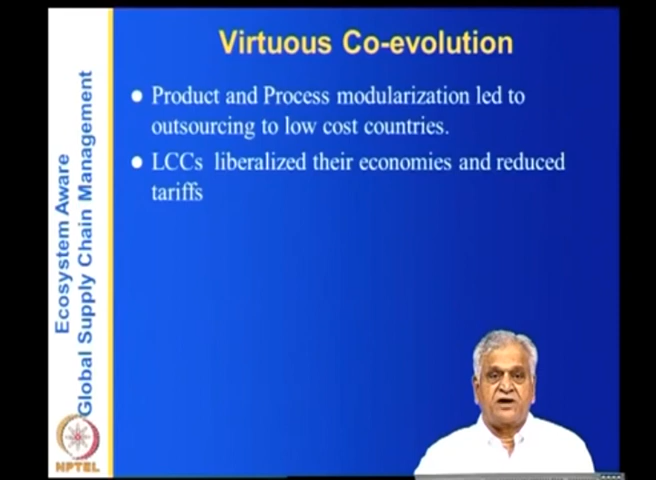 Virtuous Co-evolution
Product and Process modularization led to
outsourcing to low cost countries.
LCCs liberalized their economies and reduced
tariffs
Ecosystem Aware
Global Supply Chain Management
NPTEL